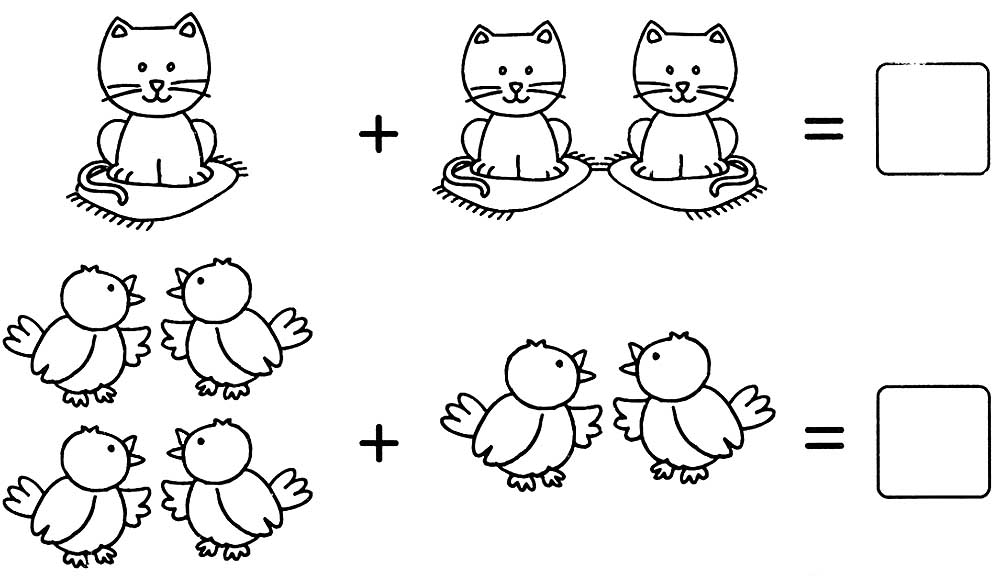 + =
+ =